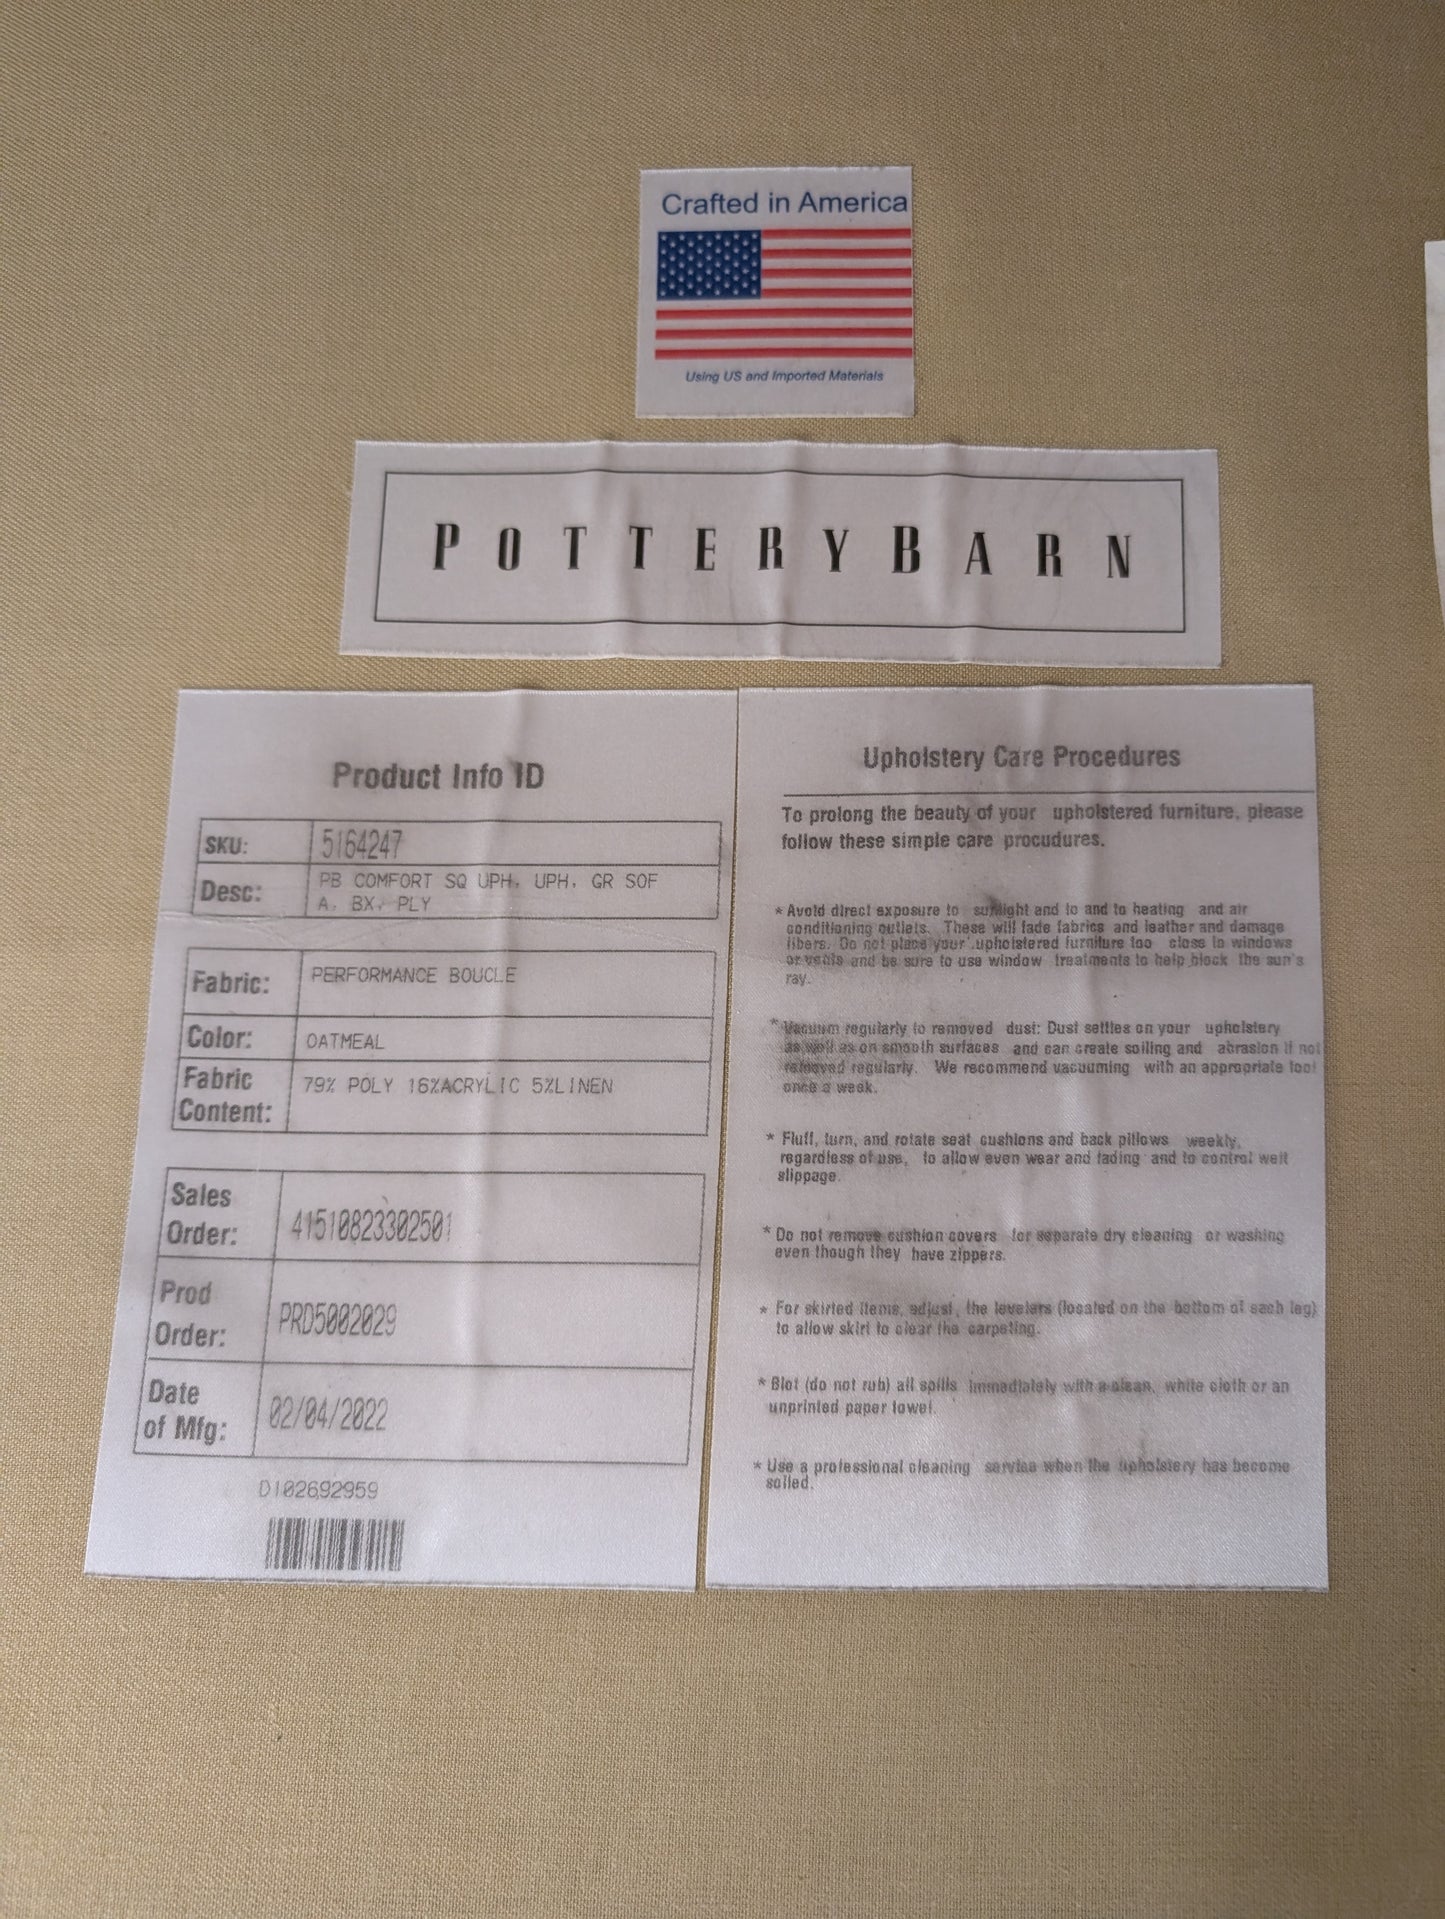 Crafted in America
Using US and Imported Materials
POTTERY BARN
Product Info ID
SKU: 5164247
Desc: PB COMFORT SQ UPH, UPH, GR SOF
A, BX, PLY
Fabric: PERFORMANCE BOUCLE
Color: OATMEAL
Fabric
Content: 79% POLY 16%ACRYLIC 5%LINEN
Sales
Order: 41510823302501
Prod
Order: PRD5002029
Date
of Mfg: 02/04/2022
D102692959
Upholstery Care Procedures
To prolong the beauty of your upholstered furniture, please
follow these simple care procudures.
* Avoid direct exposure to sunlight and to and to heating and air
conditioning outlets. These will fade fabrics and leather and damage
fibers. Do not place your upholstered furniture too close to windows
or vents and be sure to use window treatments to help block the sun's
ray.
* Vacuum regularly to removed dust: Dust settles on your upholstery
as well as on smooth surfaces and can create soiling and abrasion if not
removed regularly. We recommend vacuuming with an appropriate tool
once a week.
* Fluff, turn, and rotate seat cushions and back pillows weekly,
regardless of use, to allow even wear and fading and to control welt
slippage.
* Do not remove cushion covers for separate dry cleaning or washing
even though they have zippers.
* For skirted items, adjust, the levelers (located on the bottom of each leg)
to allow skirt to clear the carpeting.
* Blot (do not rub) all spills immediately with a clean, white cloth or an
unprinted paper towel.
* Use a professional cleaning service when the upholstery has become
soiled.